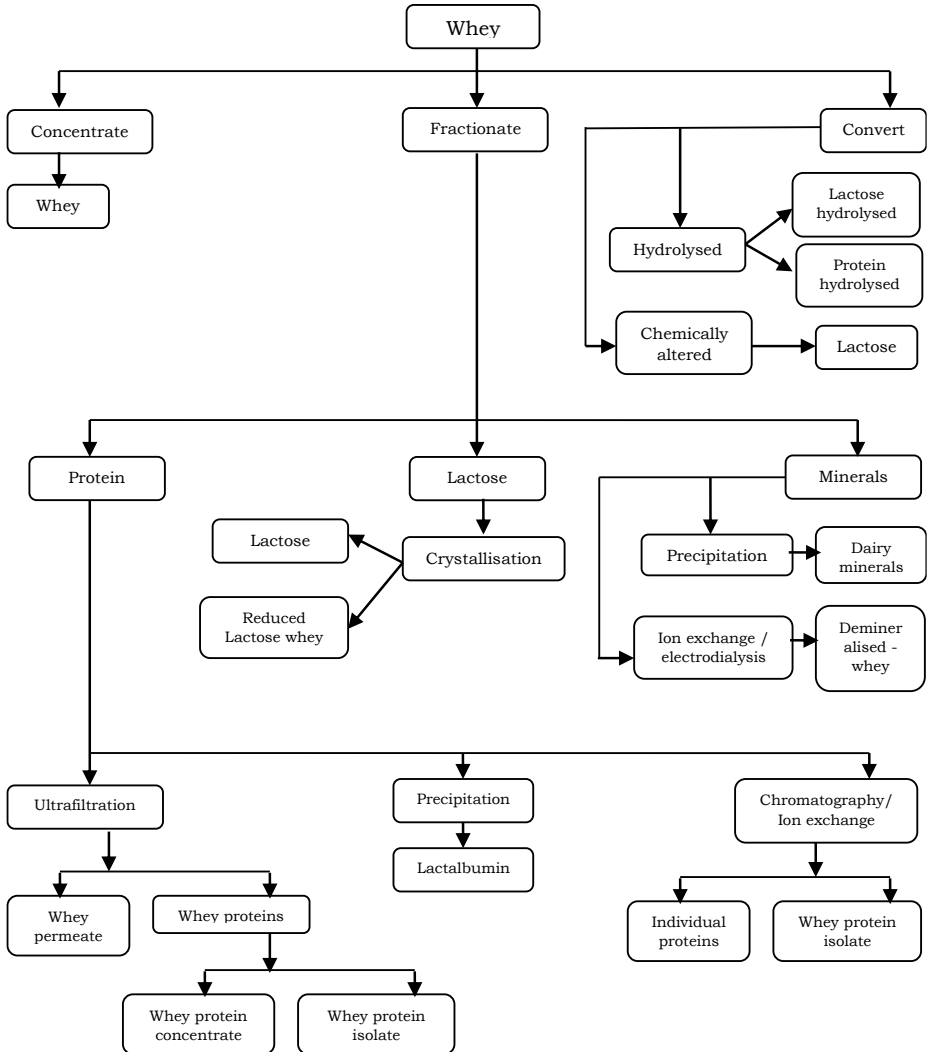 Whey
Concentrate
Fractionate
Convert
Whey
Lactose
hydrolysed
Hydrolysed
Protein
hydrolysed
Chemically
altered
Lactose
Protein
Lactose
Minerals
Lactose
Crystallisation
Precipitation
Dairy
minerals
Reduced
Lactose whey
Ion exchange /
electrodialysis
Deminer
alised -
whey
Ultrafiltration
Precipitation
Chromatography/
Ion exchange
Lactalbumin
Whey
permeate
Whey proteins
Individual
proteins
Whey protein
isolate
Whey protein
concentrate
Whey protein
isolate